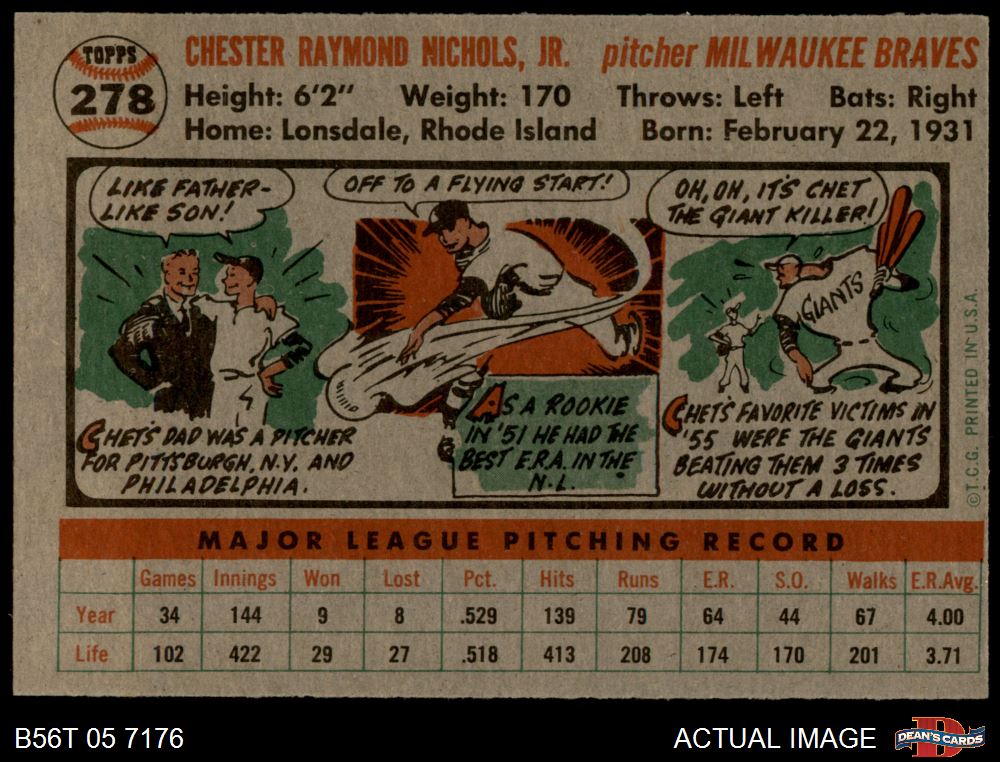 TOPPS
278
CHESTER RAYMOND NICHOLS, JR. pitcher MILWAUKEE BRAVES
Height: 6'2" Weight: 170 Throws: Left Bats: Right
Home: Lonsdale, Rhode Island Born: February 22, 1931
LIKE FATHER-
LIKE SON!
CHET'S DAD WAS A PITCHER
FOR PITTSBURGH, N.Y. AND
PHILADELPHIA.
OFF TO A FLYING START!
AS A ROOKIE
IN '51 HE HAD THE
BEST E.R.A. IN THE
N.L.
OH, OH, IT'S CHET
THE GIANT KILLER!
GIANTS
CHET'S FAVORITE VICTIMS IN
'55 WERE THE GIANTS
BEATING THEM 3 TIMES
WITHOUT A LOSS.
© T.C.G. PRINTED IN U.S.A.
MAJOR LEAGUE PITCHING RECORD
Games Innings Won Lost Pct. Hits Runs E.R. S.O. Walks E.R.Avg.
Year 34 144 9 8 .529 139 79 64 44 67 4.00
Life 102 422 29 27 .518 413 208 174 170 201 3.71
B56T 05 7176 ACTUAL IMAGE DEAN'S CARDS